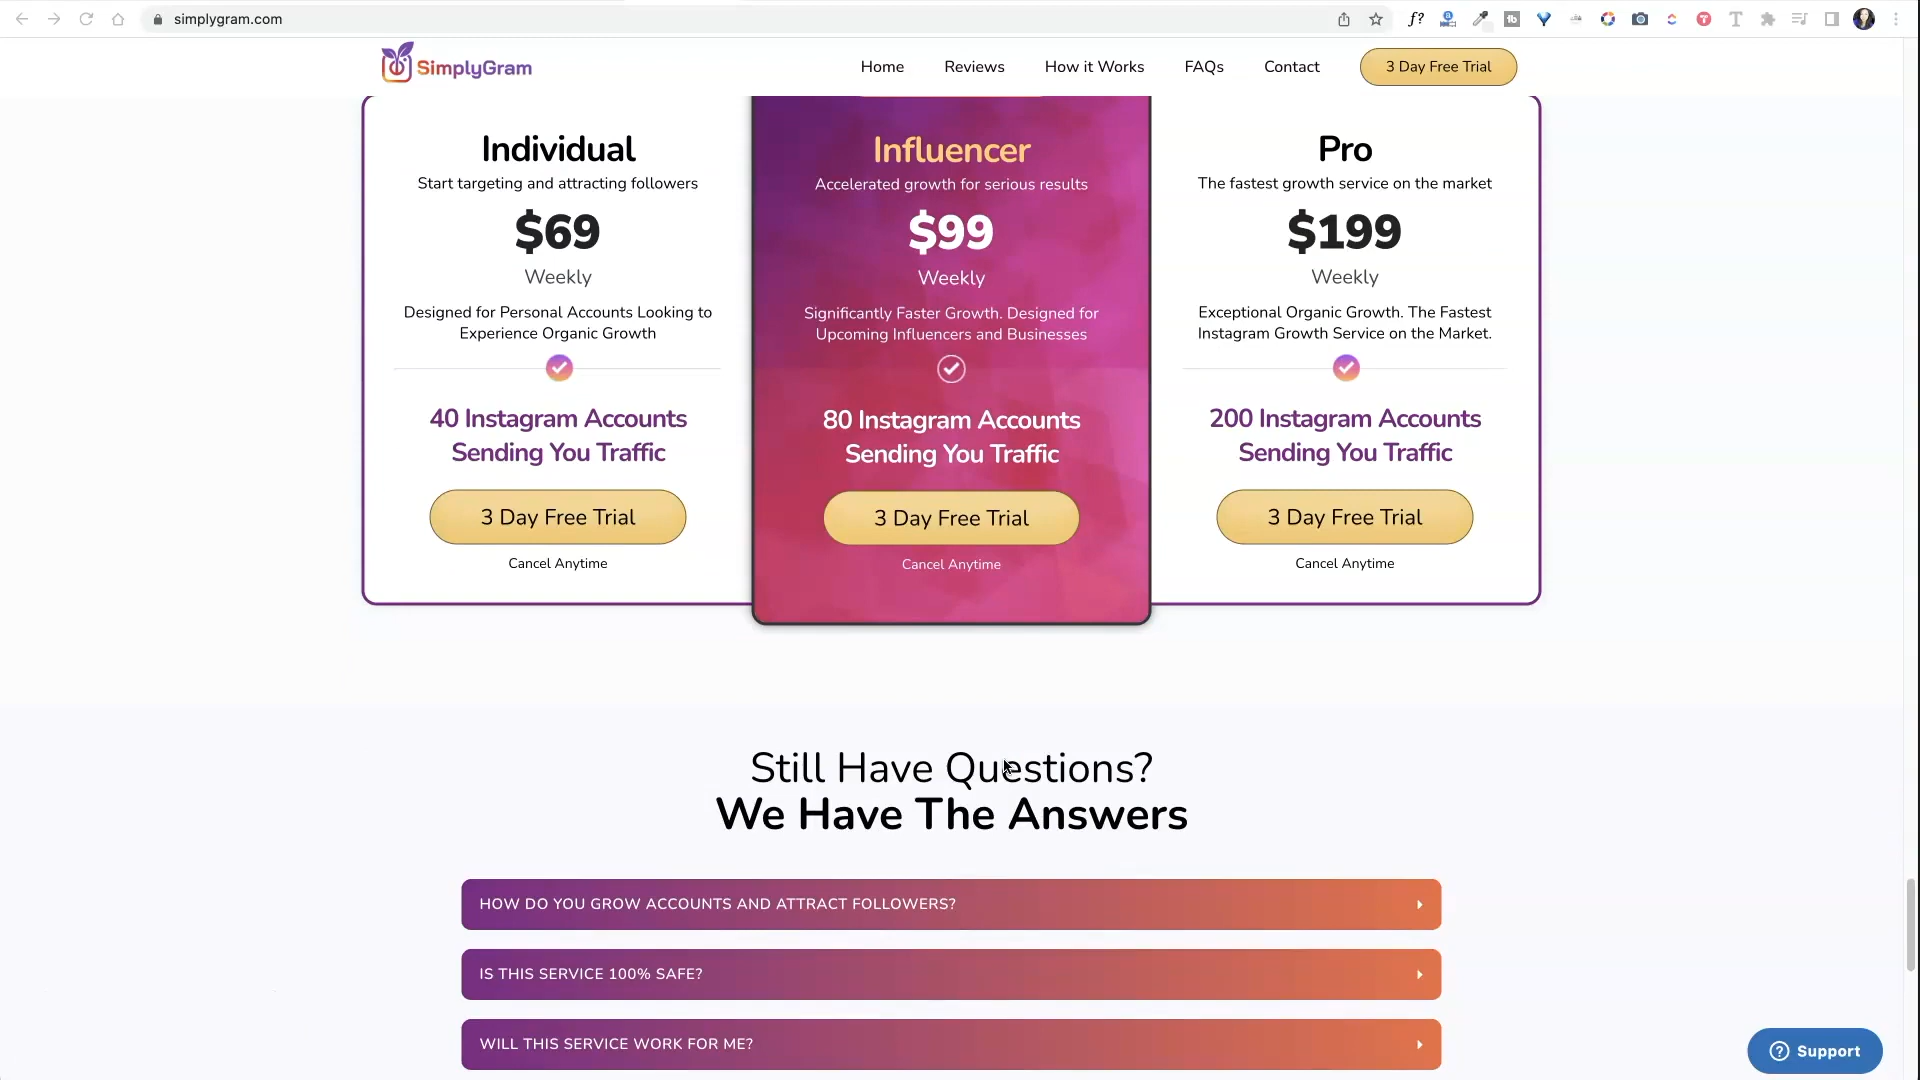 simplygram.com
SimplyGram
Home
Reviews
How it Works
FAQs
Contact
3 Day Free Trial
Individual
Start targeting and attracting followers
$69
Weekly
Designed for Personal Accounts Looking to
Experience Organic Growth
40 Instagram Accounts
Sending You Traffic
3 Day Free Trial
Cancel Anytime
Influencer
Accelerated growth for serious results
$99
Weekly
Significantly Faster Growth. Designed for
Upcoming Influencers and Businesses
80 Instagram Accounts
Sending You Traffic
3 Day Free Trial
Cancel Anytime
Pro
The fastest growth service on the market
$199
Weekly
Exceptional Organic Growth. The Fastest
Instagram Growth Service on the Market.
200 Instagram Accounts
Sending You Traffic
3 Day Free Trial
Cancel Anytime
Still Have Questions?
We Have The Answers
HOW DO YOU GROW ACCOUNTS AND ATTRACT FOLLOWERS?
IS THIS SERVICE 100% SAFE?
WILL THIS SERVICE WORK FOR ME?
Support